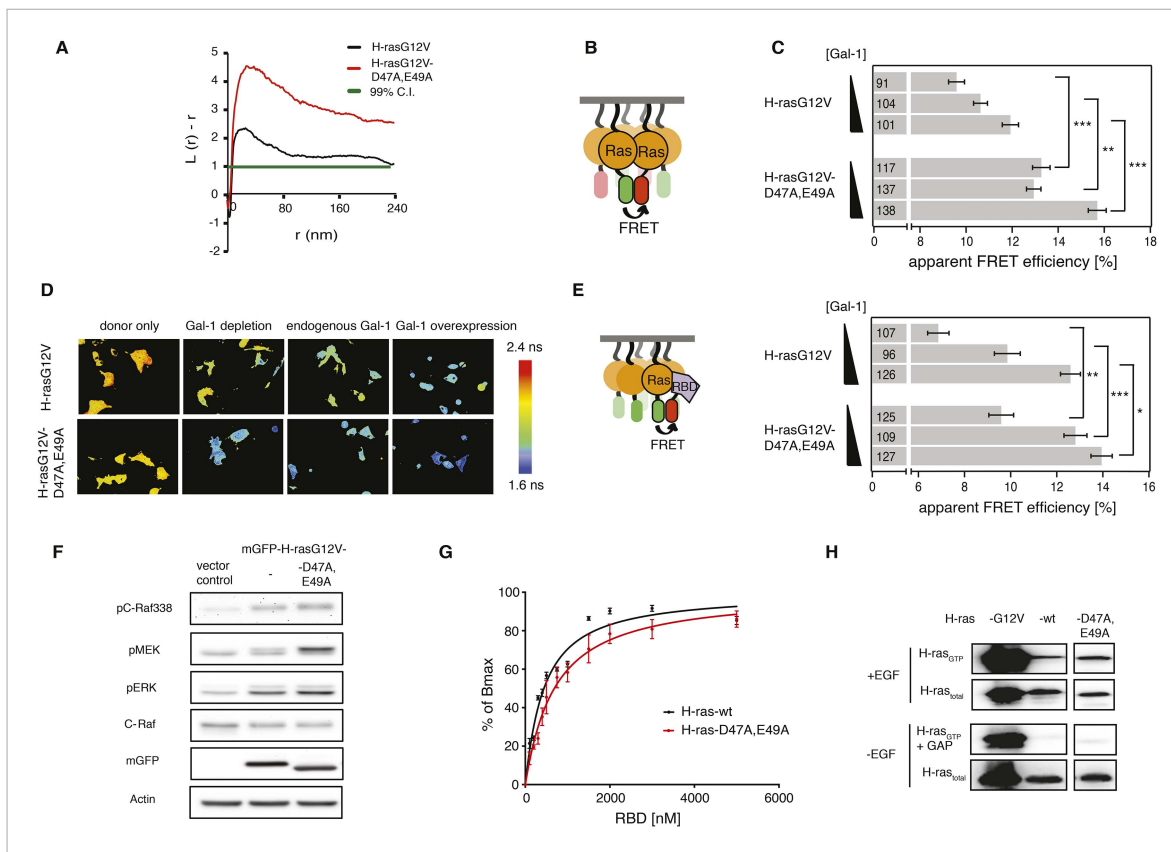 A
H-rasG12V
H-rasG12V-
D47A,E49A
99% C.I.
L (r) - r
5
4
3
2
1
0
-1
-2
80
160
240
r (nm)
B
Ras
Ras
FRET
C
[Gal-1]
H-rasG12V
91
104
101
H-rasG12V-
D47A,E49A
117
137
138
***
**
***
0
8
10
12
14
16
18
apparent FRET efficiency [%]
D
donor only
Gal-1 depletion
endogenous Gal-1
Gal-1 overexpression
H-rasG12V
H-rasG12V-
D47A,E49A
2.4 ns
1.6 ns
E
Ras
RBD
FRET
[Gal-1]
H-rasG12V
107
96
126
H-rasG12V-
D47A,E49A
125
109
127
**
***
*
0
6
8
10
12
14
16
apparent FRET efficiency [%]
F
mGFP-H-rasG12V-
vector
control
-
-D47A,
E49A
pC-Raf338
pMEK
pERK
C-Raf
mGFP
Actin
G
% of Bmax
100
80
60
40
20
0
H-ras-wt
H-ras-D47A,E49A
0
2000
4000
6000
RBD [nM]
H
H-ras
-G12V
-wt
-D47A,
E49A
+EGF
H-rasGTP
H-rastotal
-EGF
H-rasGTP
+ GAP
H-rastotal